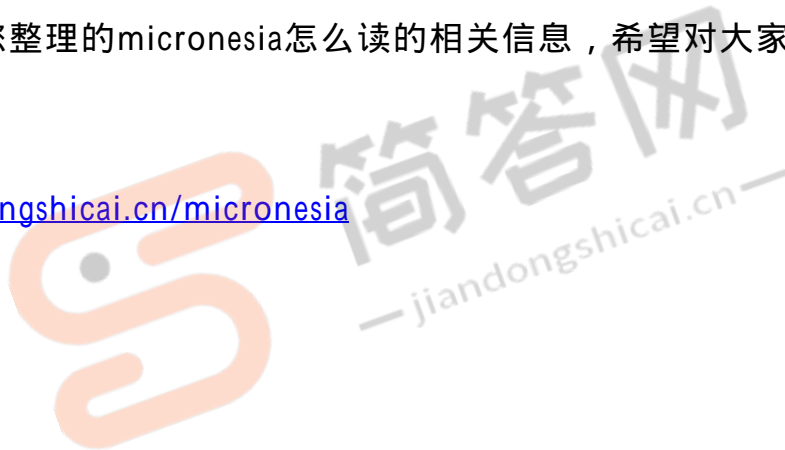 您整理的micronesia怎么读的相关信息，希望对大家
ngshicai.cn/micronesia
简答网
jiandongshicai.cn